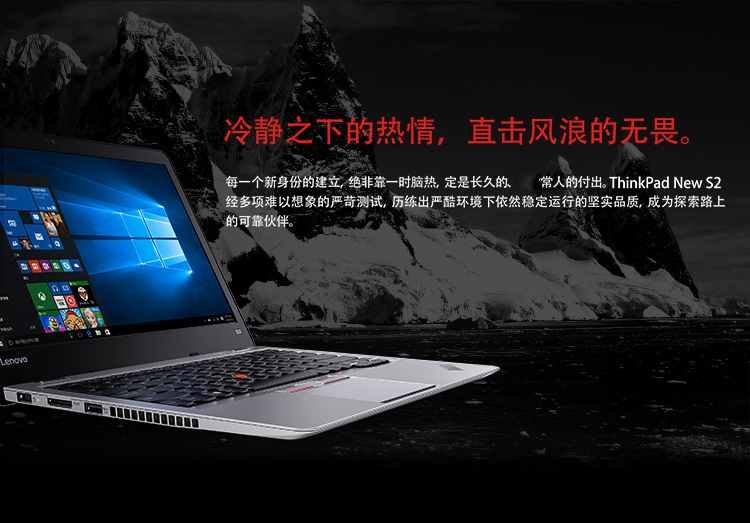 冷静之下的热情，直击风浪的无畏。
每一个新身份的建立, 绝非靠一时脑热, 定是长久的、 常人的付出。ThinkPad New S2
经多项难以想象的严苛测试, 历练出严酷环境下依然稳定运行的坚实品质, 成为探索路上
的可靠伙伴。
Lenovo